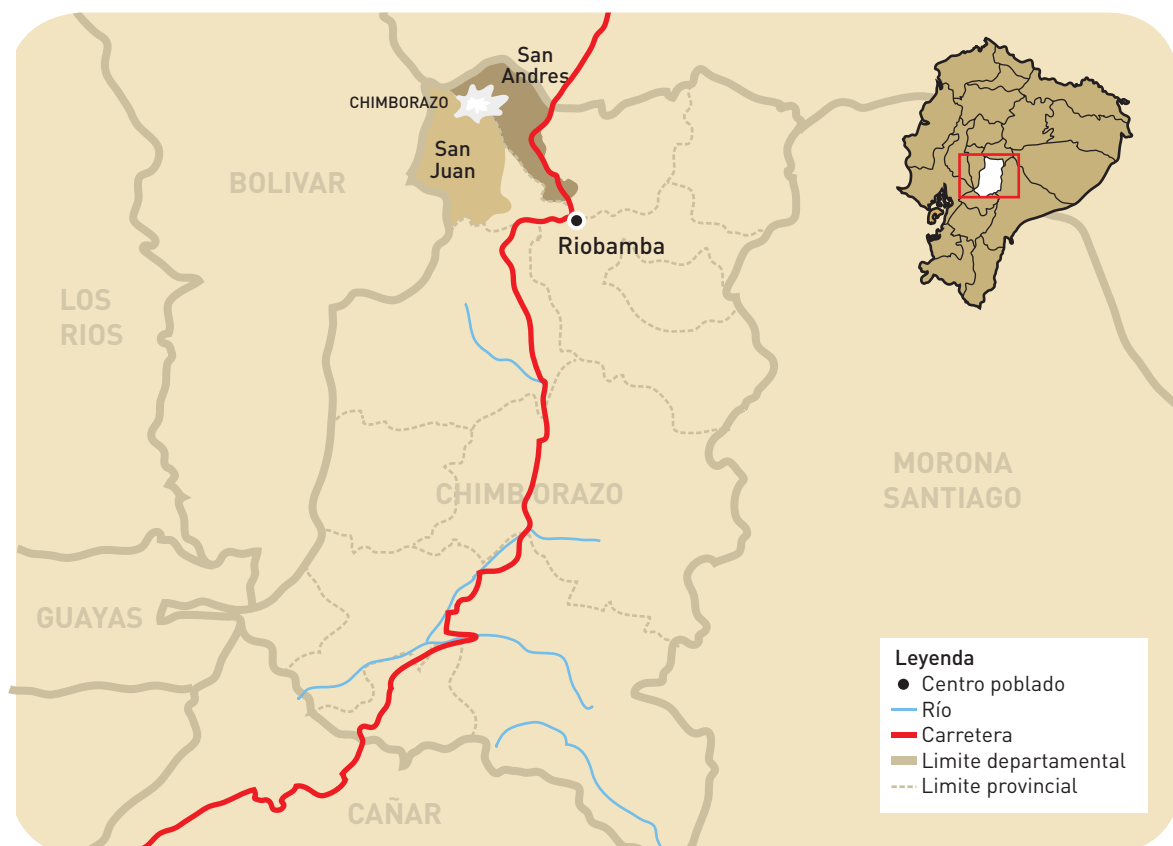 San
Andres
CHIMBORAZO
San
Juan
BOLIVAR
Riobamba
LOS
RIOS
CHIMBORAZO
MORONA
SANTIAGO
GUAYAS
CAÑAR
Leyenda
Centro poblado
Río
Carretera
Limite departamental
Limite provincial